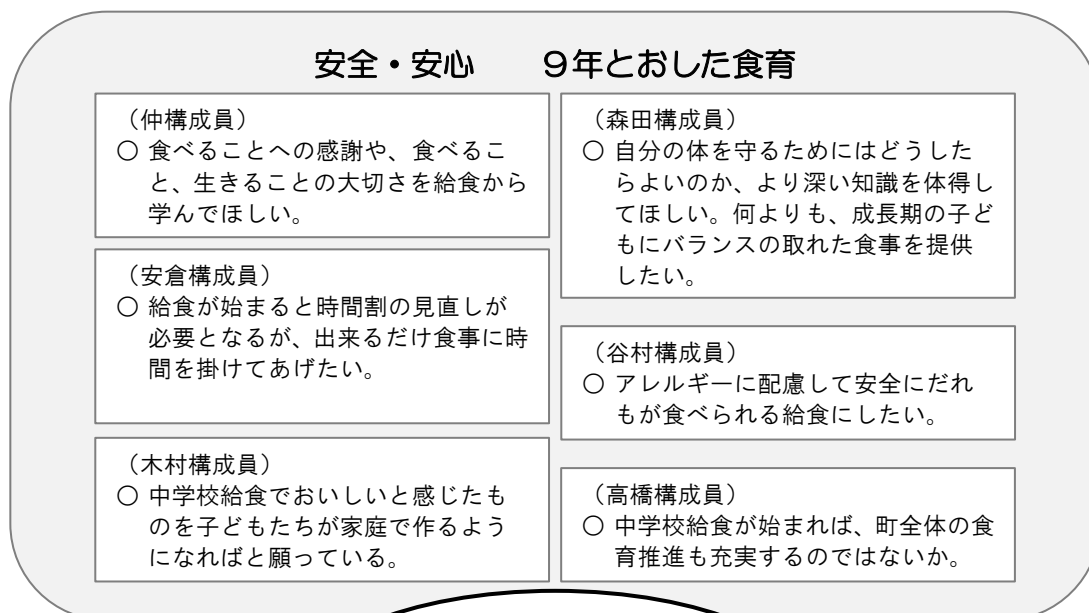 安全・安心　　９年とおした食育
（仲構成員）
○ 食べることへの感謝や、食べるこ
と、生きることの大切さを給食から
学んでほしい。
（安倉構成員）
○ 給食が始まると時間割の見直しが
必要となるが、出来るだけ食事に時
間を掛けてあげたい。
（木村構成員）
○ 中学校給食でおいしいと感じたも
のを子どもたちが家庭で作るよう
になればと願っている。
（森田構成員）
○ 自分の体を守るためにはどうした
らよいのか、より深い知識を体得し
てほしい。何よりも、成長期の子ど
もにバランスの取れた食事を提供
したい。
（谷村構成員）
○ アレルギーに配慮して安全にだれ
もが食べられる給食にしたい。
（高橋構成員）
○ 中学校給食が始まれば、町全体の食
育推進も充実するのではないか。